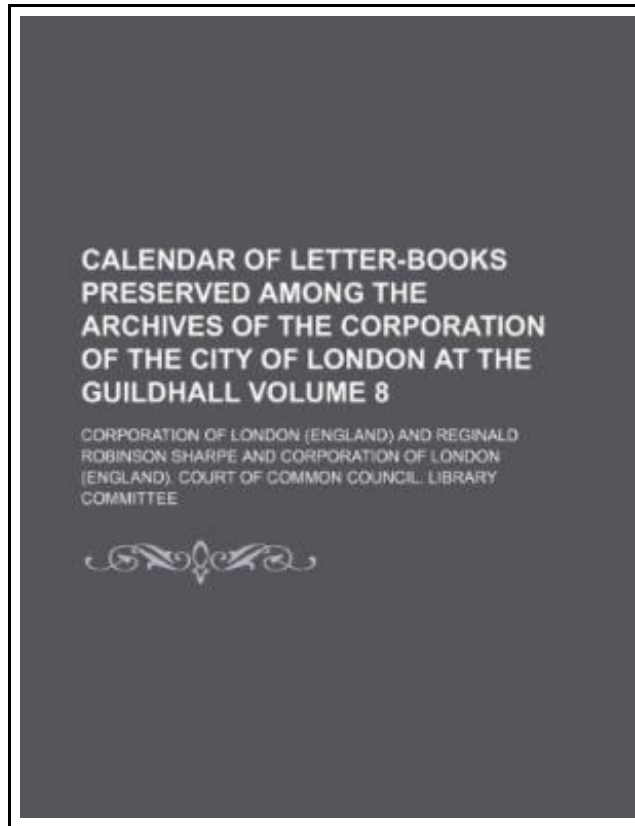 CALENDAR OF LETTER-BOOKS
PRESERVED AMONG THE
ARCHIVES OF THE CORPORATION
OF THE CITY OF LONDON AT THE
GUILDHALL VOLUME 8
CORPORATION OF LONDON (ENGLAND) AND REGINALD
ROBINSON SHARPE AND CORPORATION OF LONDON
(ENGLAND). COURT OF COMMON COUNCIL. LIBRARY
COMMITTEE